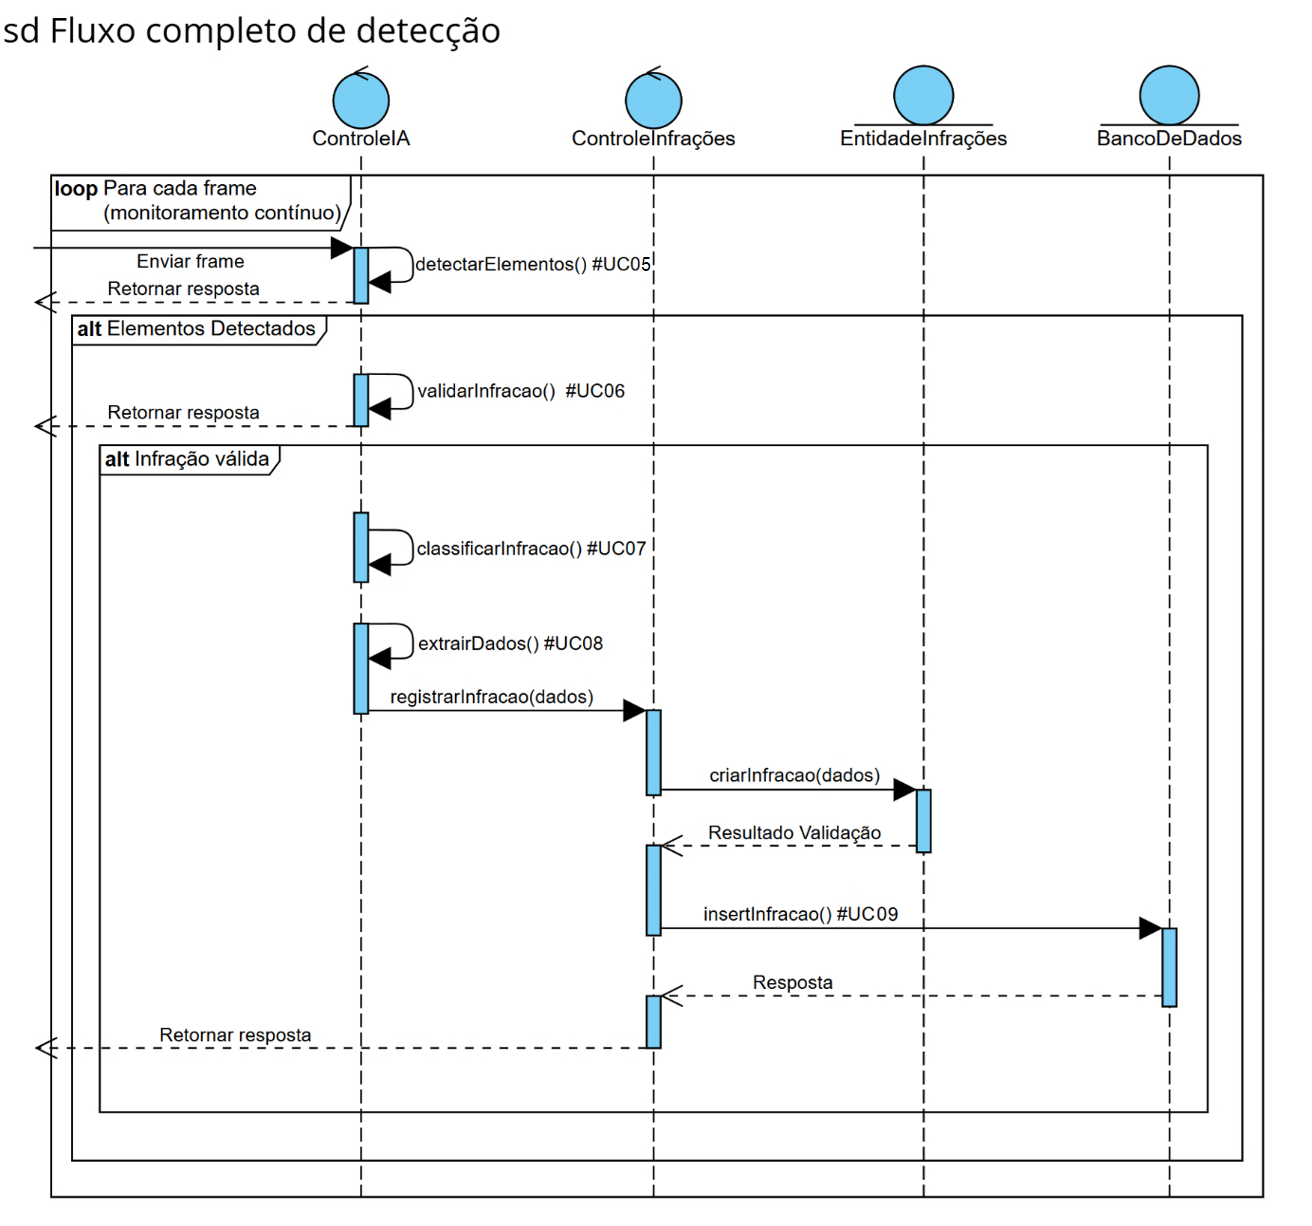 sd Fluxo completo de detecção
ControleIA
ControleInfrações
EntidadeInfrações
BancoDeDados
loop Para cada frame
(monitoramento contínuo)
Enviar frame
detectarElementos() #UC05
Retornar resposta
alt Elementos Detectados
validarInfracao() #UC06
Retornar resposta
alt Infração válida
classificarInfracao() #UC07
extrairDados() #UC08
registrarInfracao(dados)
criarInfracao(dados)
Resultado Validação
insertInfracao() #UC09
Resposta
Retornar resposta